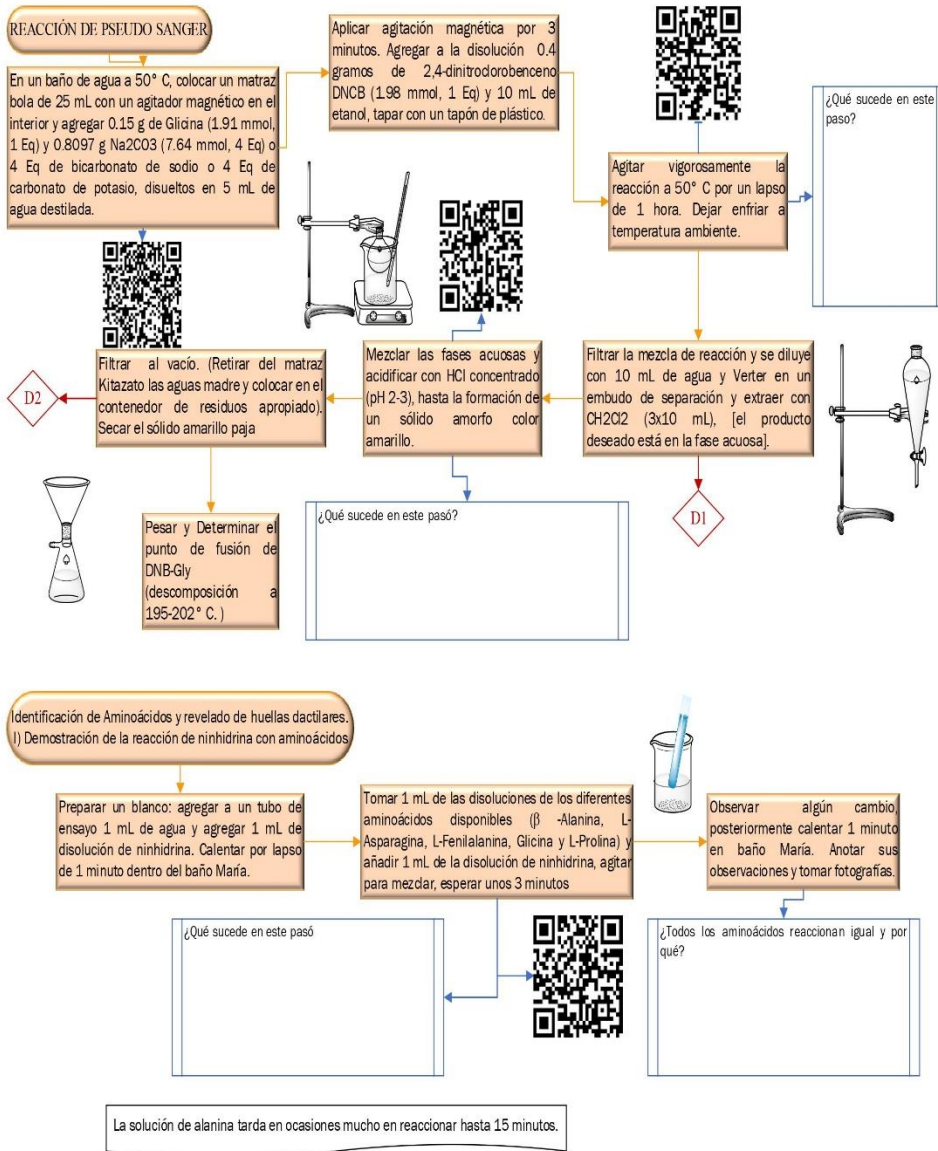 REACCIÓN DE PSEUDO SANGER
En un baño de agua a 50° C, colocar un matraz
bola de 25 mL con un agitador magnético en el
interior y agregar 0.15 g de Glicina (1.91 mmol,
1 Eq) y 0.8097 g Na2CO3 (7.64 mmol, 4 Eq) o
4 Eq de bicarbonato de sodio o 4 Eq de
carbonato de potasio, disueltos en 5 mL de
agua destilada.
Aplicar agitación magnética por 3
minutos. Agregar a la disolución 0.4
gramos de 2,4-dinitroclorobenceno
DNCB (1.98 mmol, 1 Eq) y 10 mL de
etanol, tapar con un tapón de plástico.
Agitar vigorosamente la
reacción a 50° C por un lapso
de 1 hora. Dejar enfriar a
temperatura ambiente.
¿Qué sucede en este
paso?
Filtrar la mezcla de reacción y se diluye
con 10 mL de agua y Verter en un
embudo de separación y extraer con
CH2Cl2 (3x10 mL), [el producto
deseado está en la fase acuosa].
D1
Mezclar las fases acuosas y
acidificar con HCl concentrado
(pH 2-3), hasta la formación de
un sólido amorfo color
amarillo.
¿Qué sucede en este pasó?
Filtrar al vacío. (Retirar del matraz
Kitazato las aguas madre y colocar en el
contenedor de residuos apropiado).
Secar el sólido amarillo paja
D2
Pesar y Determinar el
punto de fusión de
DNB-Gly
(descomposición a
195-202° C. )
Identificación de Aminoácidos y revelado de huellas dactilares.
I) Demostración de la reacción de ninhidrina con aminoácidos
Preparar un blanco: agregar a un tubo de
ensayo 1 mL de agua y agregar 1 mL de
disolución de ninhidrina. Calentar por lapso
de 1 minuto dentro del baño María.
Tomar 1 mL de las disoluciones de los diferentes
aminoácidos disponibles (β -Alanina, L-
Asparagina, L-Fenilalanina, Glicina y L-Prolina) y
añadir 1 mL de la disolución de ninhidrina, agitar
para mezclar, esperar unos 3 minutos
Observar algún cambio,
posteriormente calentar 1 minuto
en baño María. Anotar sus
observaciones y tomar fotografías.
¿Qué sucede en este pasó
¿Todos los aminoácidos reaccionan igual y por
qué?
La solución de alanina tarda en ocasiones mucho en reaccionar hasta 15 minutos.